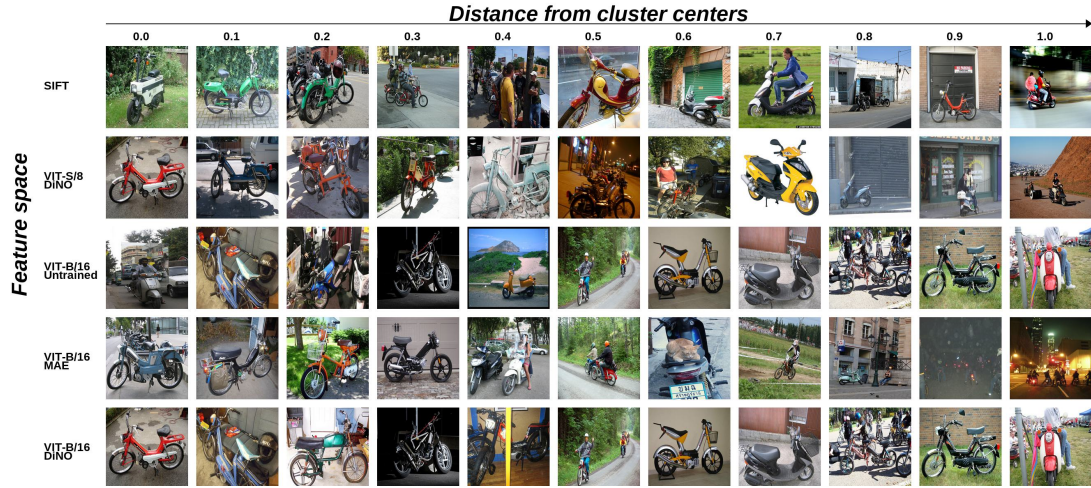 Distance from cluster centers
0.0 0.1 0.2 0.3 0.4 0.5 0.6 0.7 0.8 0.9 1.0
Feature space
SIFT
VIT-S/8
DiNO
VIT-B/16
Untrained
VIT-B/16
MAE
VIT-B/16
DINO